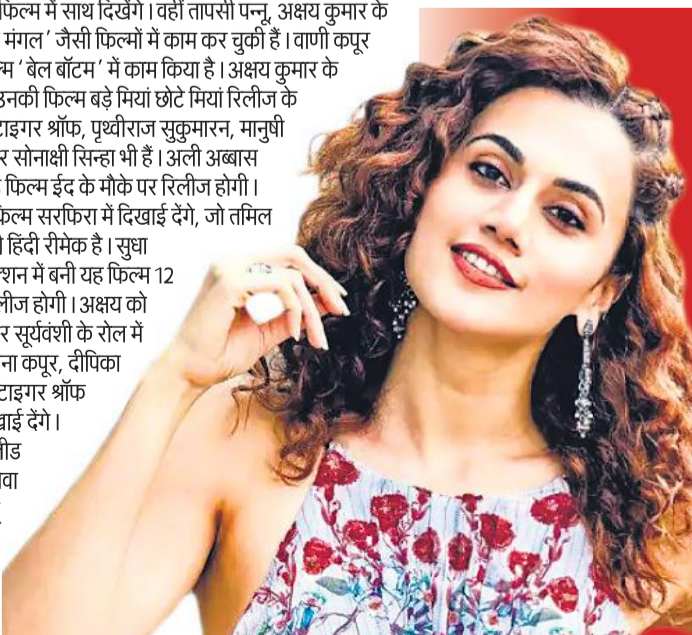 फिल्म में साथ दिखेंगे । वहीं तापसी पन्नू, अक्षय कुमार के
मंगल ’ जैसी फिल्मों में काम कर चुकी हैं । वाणी कपूर
‘ बेल बॉटम ’ में काम किया है । अक्षय कुमार के
उनकी फिल्म बड़े मियां छोटे मियां रिलीज के
टाइगर श्रॉफ, पृथ्वीराज सुकुमारन, मानुषी
सोनाक्षी सिन्हा भी हैं । अली अब्बास
फिल्म ईद के मौके पर रिलीज होगी ।
फिल्म सरफिरा में दिखाई देंगे, जो तमिल
हिंदी रीमेक है । सुधा
में बनी यह फिल्म 12
होगी । अक्षय को
सूर्यवंशी के रोल में
कपूर, दीपिका
टाइगर श्रॉफ
देंगे ।